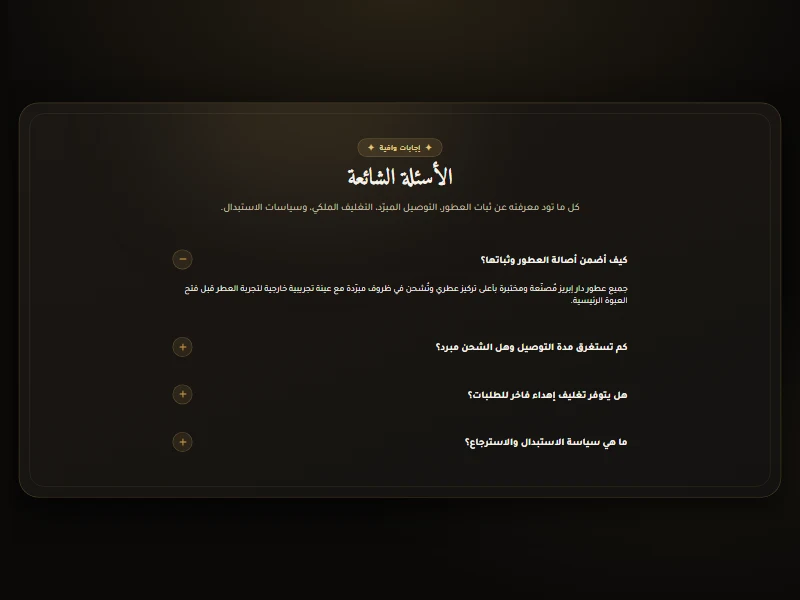 ✦ إجابات وافية ✦
الأسئلة الشائعة
كل ما تود معرفته عن ثبات العطور، التوصيل المبرّد، التغليف الملكي، وسياسات الاستبدال.
كيف أضمن أصالة العطور وثباتها؟
−
جميع عطور دار إبريز مُصنّعة ومختبرة بأعلى تركيز عطري وتُشحن في ظروف مبرّدة مع عينة تجريبية خارجية لتجربة العطر قبل فتح
العبوة الرئيسية.
كم تستغرق مدة التوصيل وهل الشحن مبرد؟
+
هل يتوفر تغليف إهداء فاخر للطلبات؟
+
ما هي سياسة الاستبدال والاسترجاع؟
+